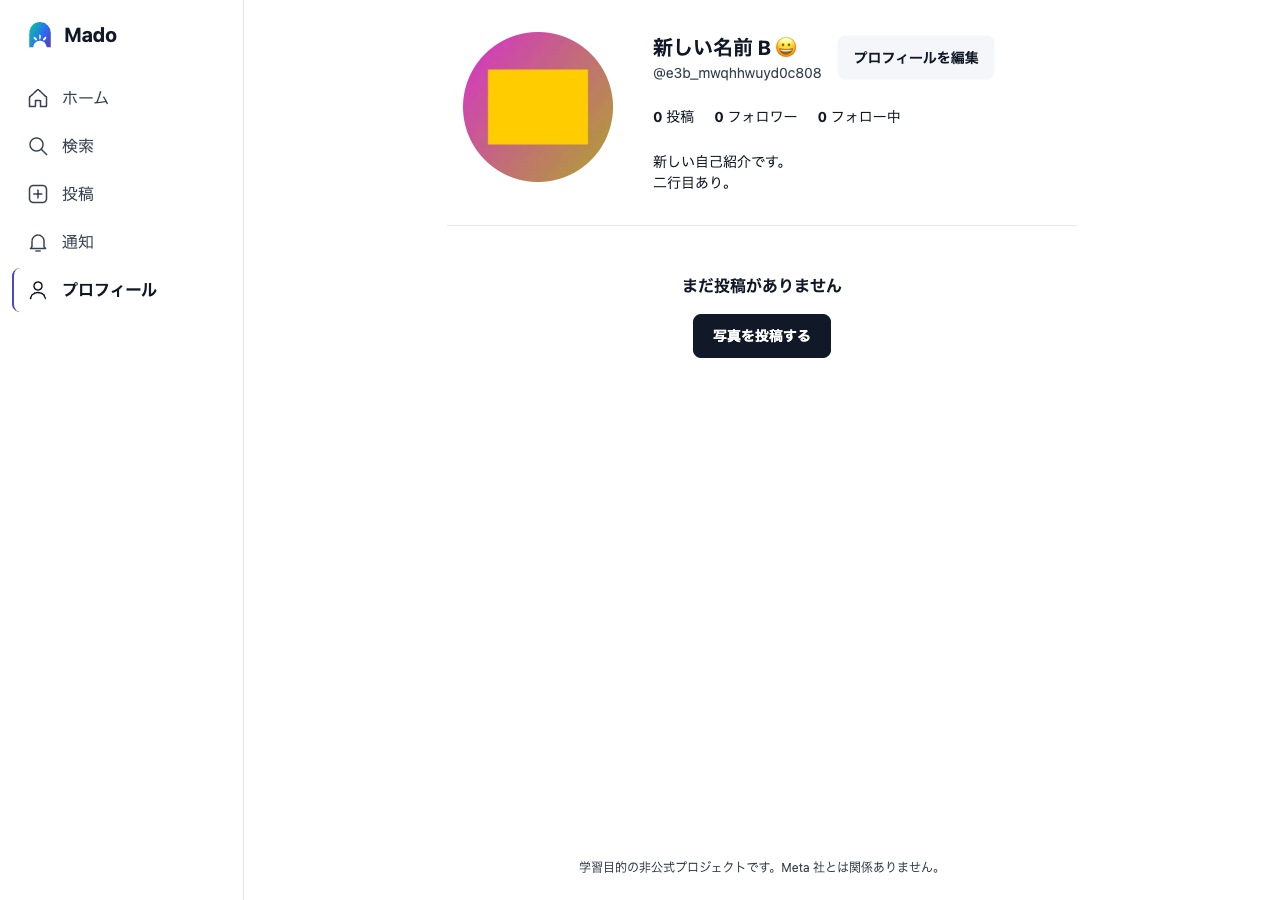 Mado
ホーム
検索
投稿
通知
プロフィール
新しい名前 B 😀
@e3b_mwqhhwuyd0c808
プロフィールを編集
0 投稿 0 フォロワー 0 フォロー中
新しい自己紹介です。
二行目あり。
まだ投稿がありません
写真を投稿する
学習目的の非公式プロジェクトです。Meta 社とは関係ありません。